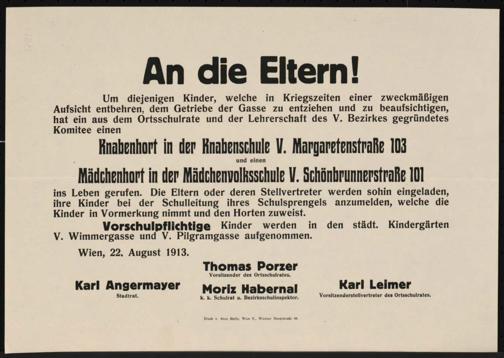 An die Eltern!
Um diejenigen Kinder, welche in Kriegszeiten einer zweckmäßigen
Aufsicht entbehren, dem Getriebe der Gasse zu entziehen und zu beaufsichtigen,
hat ein aus dem Ortsschulrate und der Lehrerschaft des V. Bezirkes gegründetes
Komitee einen
Knabenhort in der Knabenschule V. Margaretenstraße 103
und einen
Mädchenhort in der Mädchenvolksschule V. Schönbrunnerstraße 101
ins Leben gerufen. Die Eltern oder deren Stellvertreter werden sohin eingeladen,
ihre Kinder bei der Schulleitung ihres Schulsprengels anzumelden, welche die
Kinder in Vormerkung nimmt und den Horten zuweist.
Vorschulpflichtige Kinder werden in den städt. Kindergärten
V. Wimmergasse und V. Pilgramgasse aufgenommen.
Wien, 22. August 1913.
Thomas Porzer
Vorsitzender des Ortsschulrates.
Karl Angermayer
Stadtrat.
Moriz Habernal
k. k. Schulrat u. Bezirksschulinspektor.
Karl Leimer
Vorsitzenderstellvertreter des Ortsschulrates.